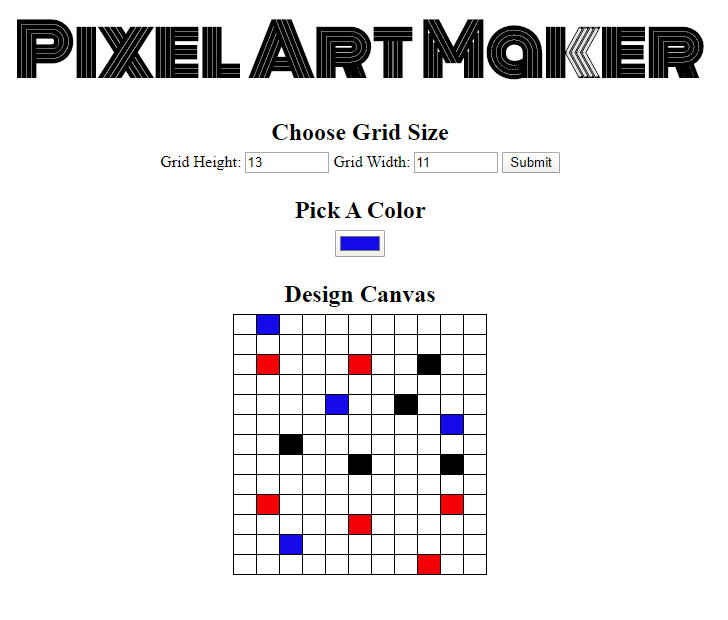 Pixel Art Maker
Choose Grid Size
Grid Height: 13 Grid Width: 11 Submit
Pick A Color
Design Canvas